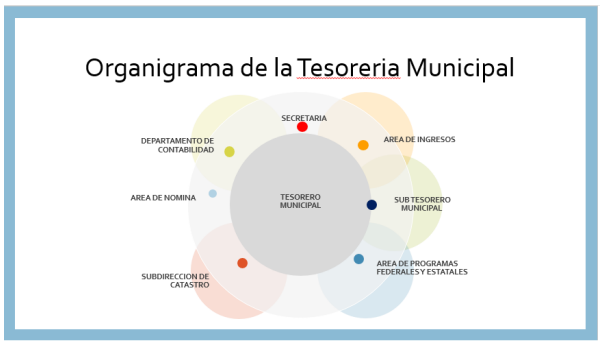 Organigrama de la Tesoreria Municipal
SECRETARIA
AREA DE INGRESOS
DEPARTAMENTO DE
CONTABILIDAD
AREA DE NOMINA
TESORERO
MUNICIPAL
SUB TESORERO
MUNICIPAL
SUBDIRECCION DE
CATASTRO
AREA DE PROGRAMAS
FEDERALES Y ESTATALES